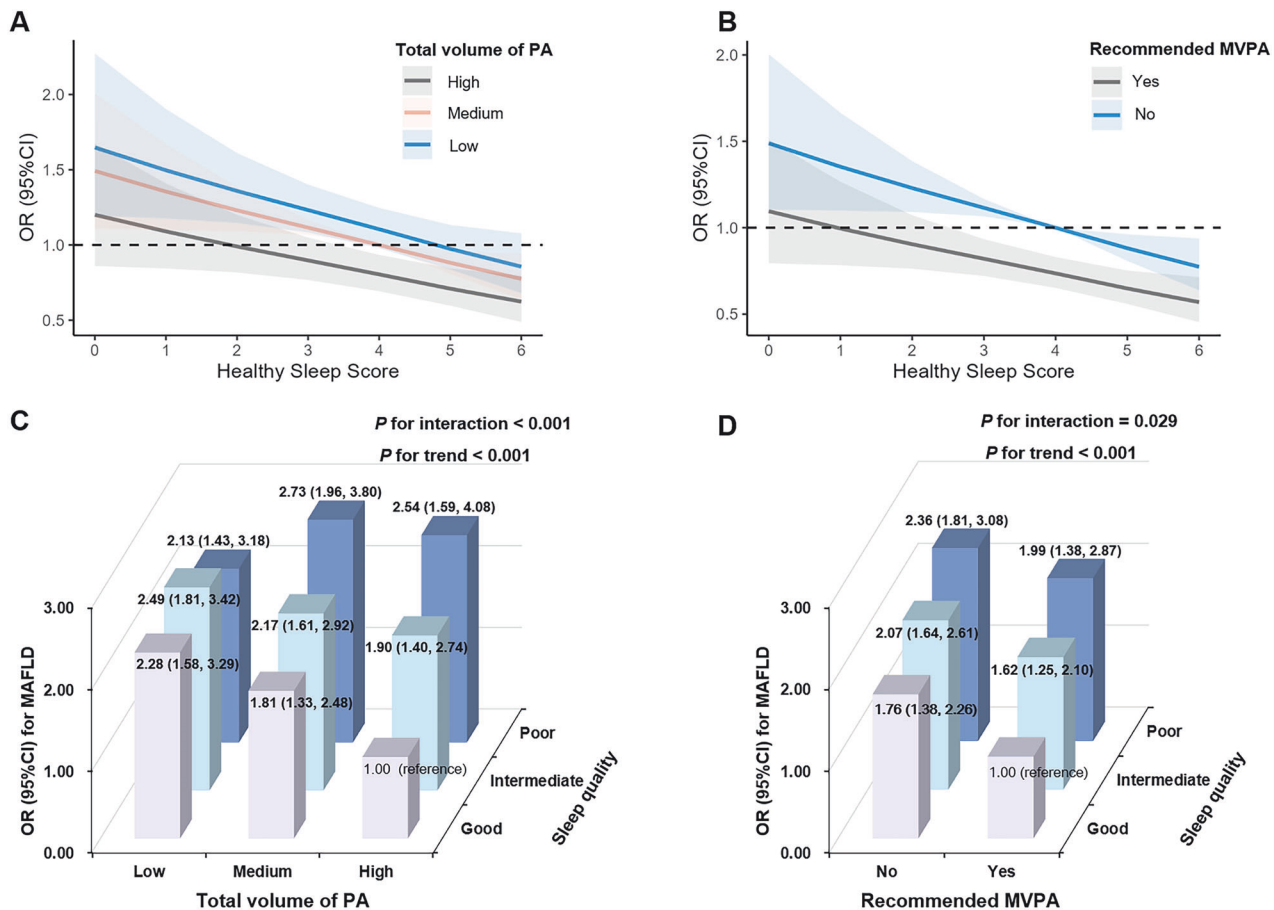 A
Total volume of PA
High
Medium
Low
OR (95%CI)
2.0
1.5
1.0
0.5
0 1 2 3 4 5 6
Healthy Sleep Score
B
Recommended MVPA
Yes
No
OR (95%CI)
2.0
1.5
1.0
0.5
0 1 2 3 4 5 6
Healthy Sleep Score
C
P for interaction < 0.001
P for trend < 0.001
2.73 (1.96, 3.80)
2.54 (1.59, 4.08)
2.13 (1.43, 3.18)
2.49 (1.81, 3.42)
2.17 (1.61, 2.92)
1.90 (1.40, 2.74)
2.28 (1.58, 3.29)
1.81 (1.33, 2.48)
1.00 (reference)
OR (95%CI) for MAFLD
3.00
2.00
1.00
0.00
Poor
Intermediate
Good
Sleep quality
Low Medium High
Total volume of PA
D
P for interaction = 0.029
P for trend < 0.001
2.36 (1.81, 3.08)
1.99 (1.38, 2.87)
2.07 (1.64, 2.61)
1.62 (1.25, 2.10)
1.76 (1.38, 2.26)
1.00 (reference)
OR (95%CI) for MAFLD
3.00
2.00
1.00
0.00
Poor
Intermediate
Good
Sleep quality
No Yes
Recommended MVPA